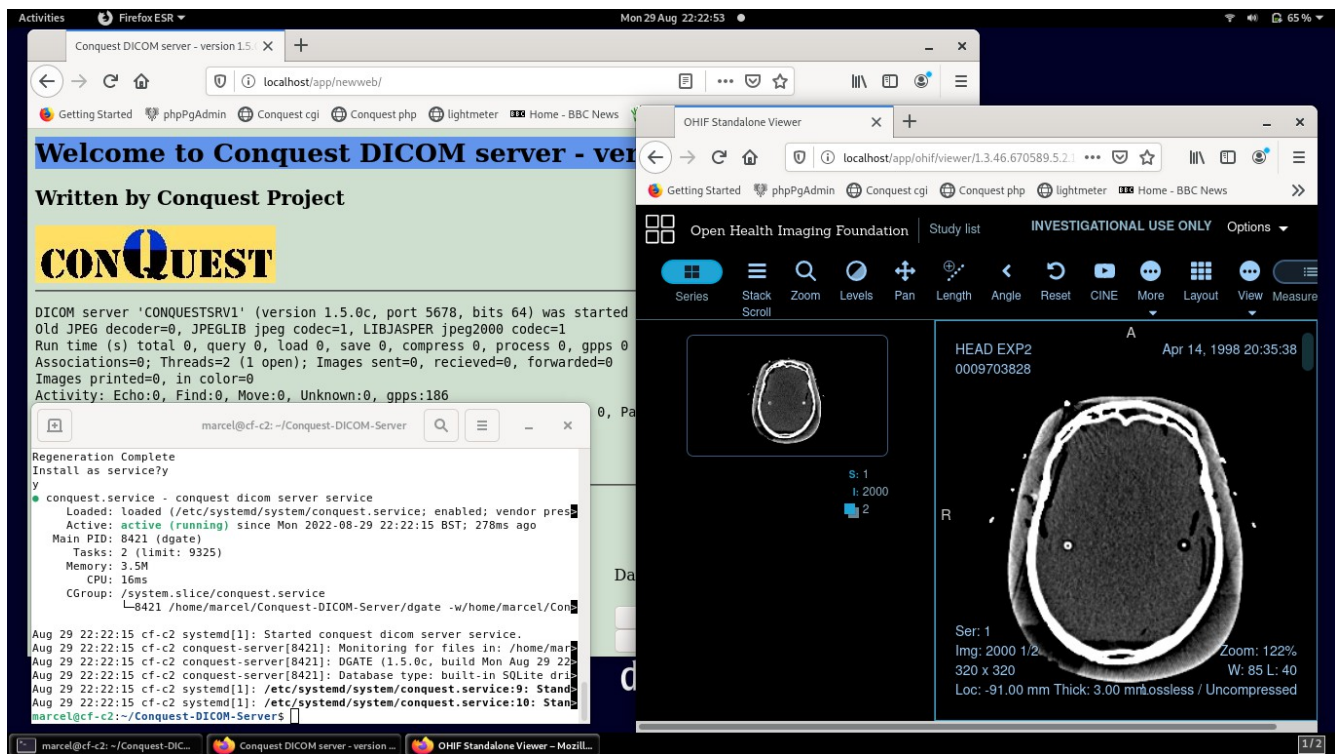 Activities Firefox ESR Mon 29 Aug 22:22:53 65 %
Conquest DICOM server - version 1.5.
localhost/app/newweb/
Getting Started phpPgAdmin Conquest cgi Conquest php lightmeter Home - BBC News
Welcome to Conquest DICOM server - ver
Written by Conquest Project
CONQUEST
DICOM server 'CONQUESTSRV1' (version 1.5.0c, port 5678, bits 64) was started
Old JPEG decoder=0, JPEGLIB jpeg codec=1, LIBJASPER jpeg2000 codec=1
Run time (s) total 0, query 0, load 0, save 0, compress 0, process 0, gpps 0
Associations=0; Threads=2 (1 open); Images sent=0, recieved=0, forwarded=0
Images printed=0, in color=0
Activity: Echo:0, Find:0, Move:0, Unknown:0, gpps:186
0, Pa
Da
d
marcel@cf-c2: ~/Conquest-DICOM-Server
Regeneration Complete
Install as service?y
y
● conquest.service - conquest dicom server service
Loaded: loaded (/etc/systemd/system/conquest.service; enabled; vendor pres>
Active: active (running) since Mon 2022-08-29 22:22:15 BST; 278ms ago
Main PID: 8421 (dgate)
Tasks: 2 (limit: 9325)
Memory: 3.5M
CPU: 16ms
CGroup: /system.slice/conquest.service
└─8421 /home/marcel/Conquest-DICOM-Server/dgate -w/home/marcel/Con>
Aug 29 22:22:15 cf-c2 systemd[1]: Started conquest dicom server service.
Aug 29 22:22:15 cf-c2 conquest-server[8421]: Monitoring for files in: /home/mar>
Aug 29 22:22:15 cf-c2 conquest-server[8421]: DGATE (1.5.0c, build Mon Aug 29 22>
Aug 29 22:22:15 cf-c2 conquest-server[8421]: Database type: built-in SQLite dri>
Aug 29 22:22:15 cf-c2 systemd[1]: /etc/systemd/system/conquest.service:9: Stand>
Aug 29 22:22:15 cf-c2 systemd[1]: /etc/systemd/system/conquest.service:10: Stan>
marcel@cf-c2:~/Conquest-DICOM-Server$
OHIF Standalone Viewer
localhost/app/ohif/viewer/1.3.46.670589.5.2.1
Getting Started phpPgAdmin Conquest cgi Conquest php lightmeter Home - BBC News
Open Health Imaging Foundation Study list INVESTIGATIONAL USE ONLY Options
Series Stack Scroll Zoom Levels Pan Length Angle Reset CINE More Layout View Measure
S: 1
I: 2000
2
A
HEAD EXP2 Apr 14, 1998 20:35:38
0009703828
R
Ser: 1
Img: 2000 1/2 Zoom: 122%
320 x 320 W: 85 L: 40
Loc: -91.00 mm Thick: 3.00 mm Lossless / Uncompressed
marcel@cf-c2: ~/Conquest-DIC... Conquest DICOM server - version ... OHIF Standalone Viewer – Mozill... 1/2